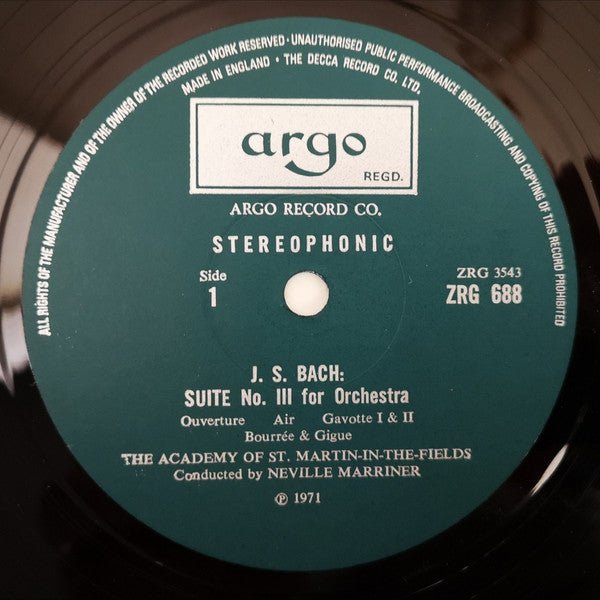 ALL RIGHTS OF THE MANUFACTURER AND OF THE OWNER OF THE RECORDED WORK RESERVED · UNAUTHORISED PUBLIC PERFORMANCE BROADCASTING AND COPYING OF THIS RECORD PROHIBITED
MADE IN ENGLAND · THE DECCA RECORD CO. LTD.
argo
REGD.
ARGO RECORD CO.
STEREOPHONIC
Side
1
ZRG 3543
ZRG 688
J. S. BACH:
SUITE No. III for Orchestra
Ouverture Air Gavotte I & II
Bourrée & Gigue
THE ACADEMY OF ST. MARTIN-IN-THE-FIELDS
Conducted by NEVILLE MARRINER
℗ 1971